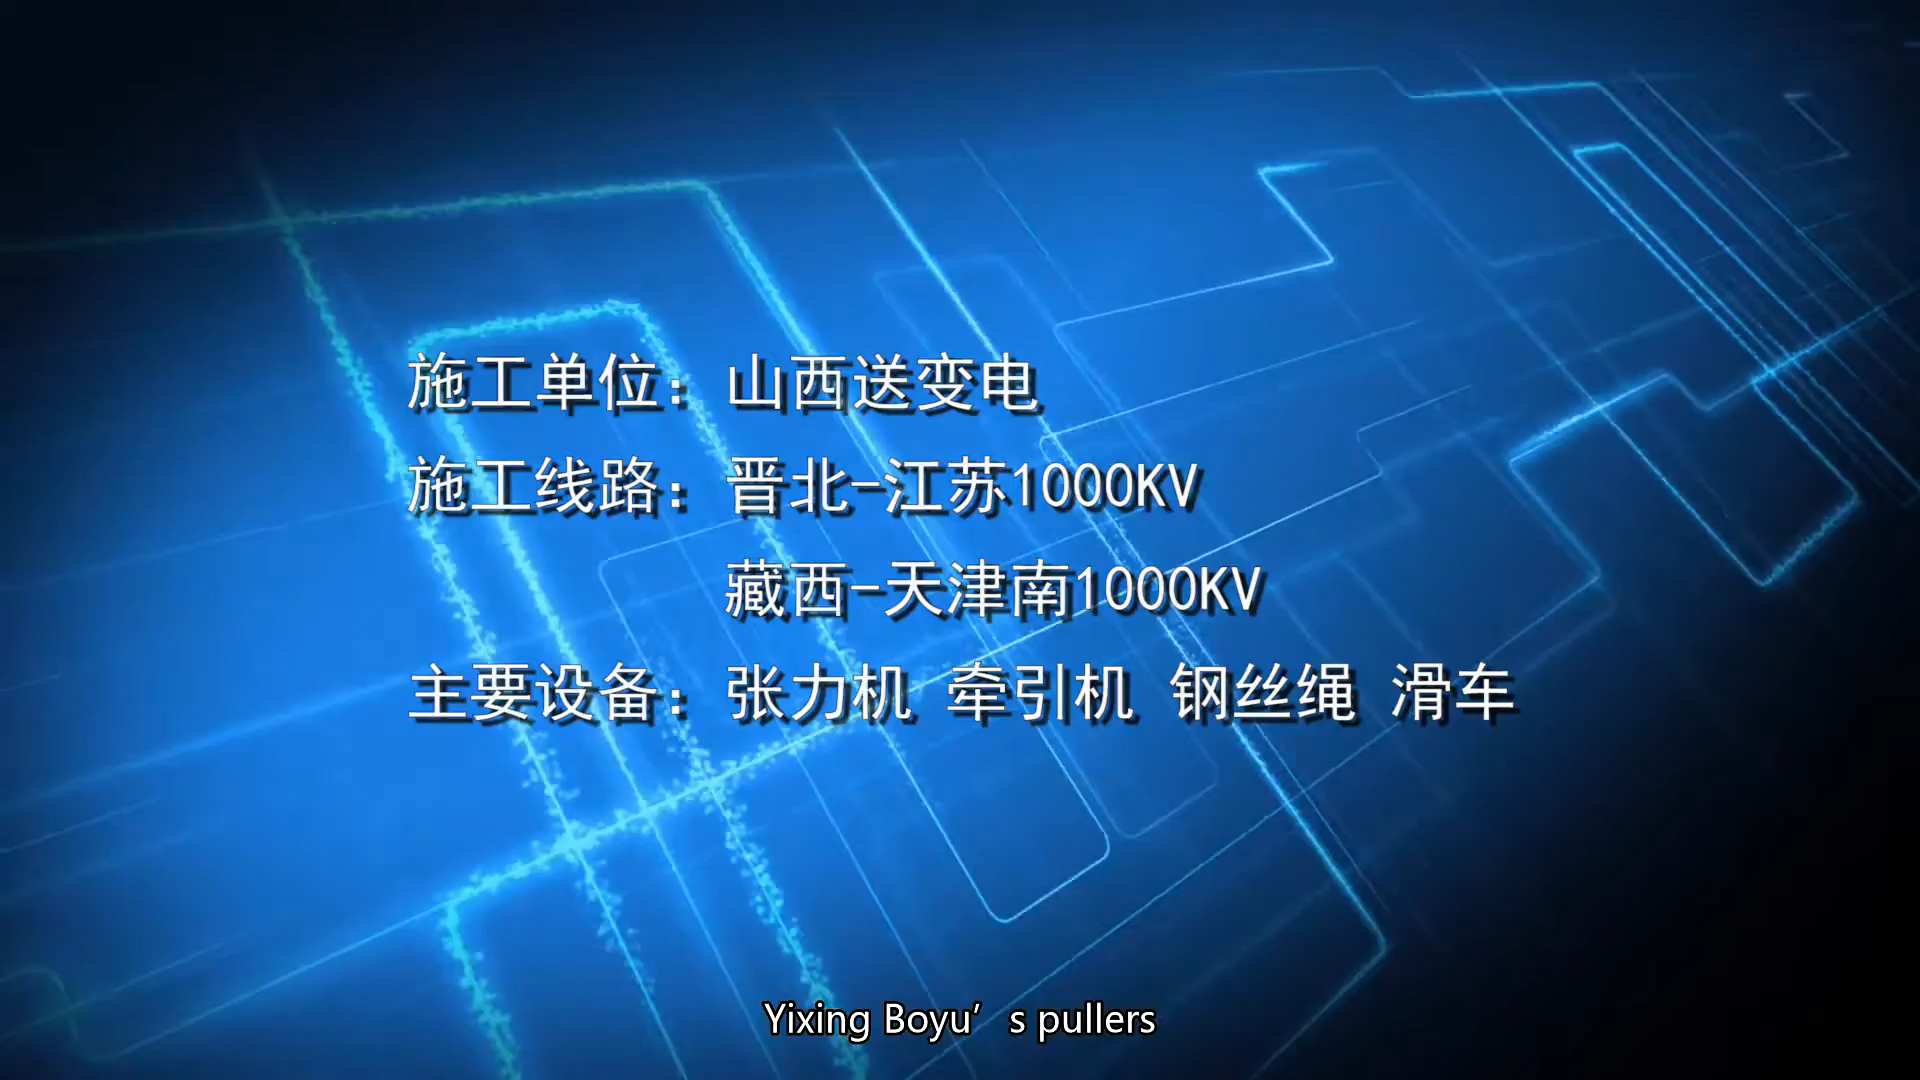 施工单位：山西送变电
施工线路：晋北-江苏1000KV
藏西-天津南1000KV
主要设备：张力机 牵引机 钢丝绳 滑车
Yixing Boyu’s pullers